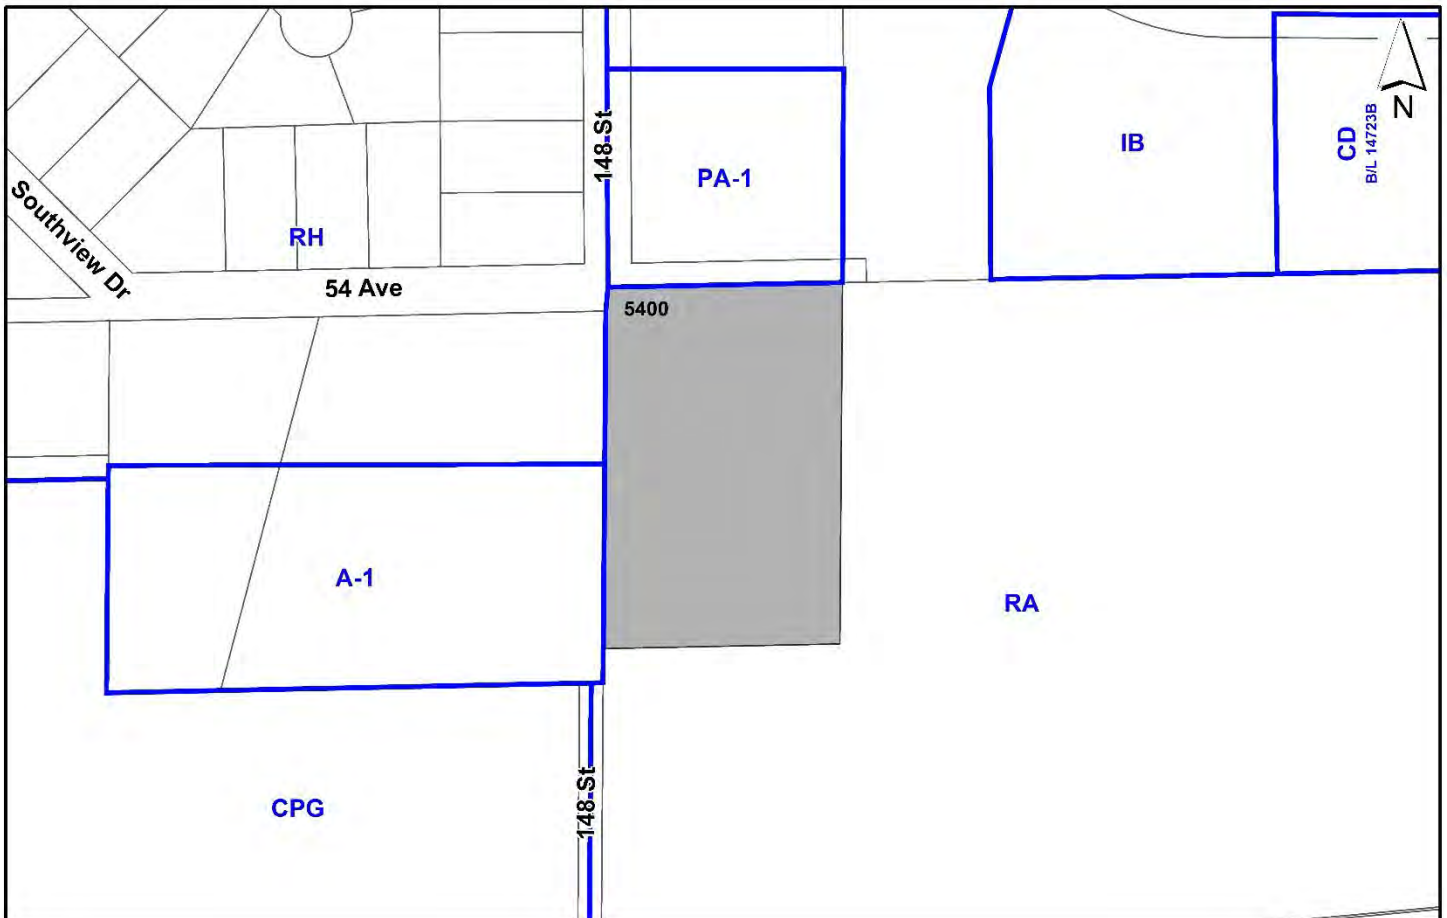 148 St
N
CD
B/L 14723B
IB
PA-1
Southview Dr
RH
54 Ave
5400
A-1
RA
CPG
148 St